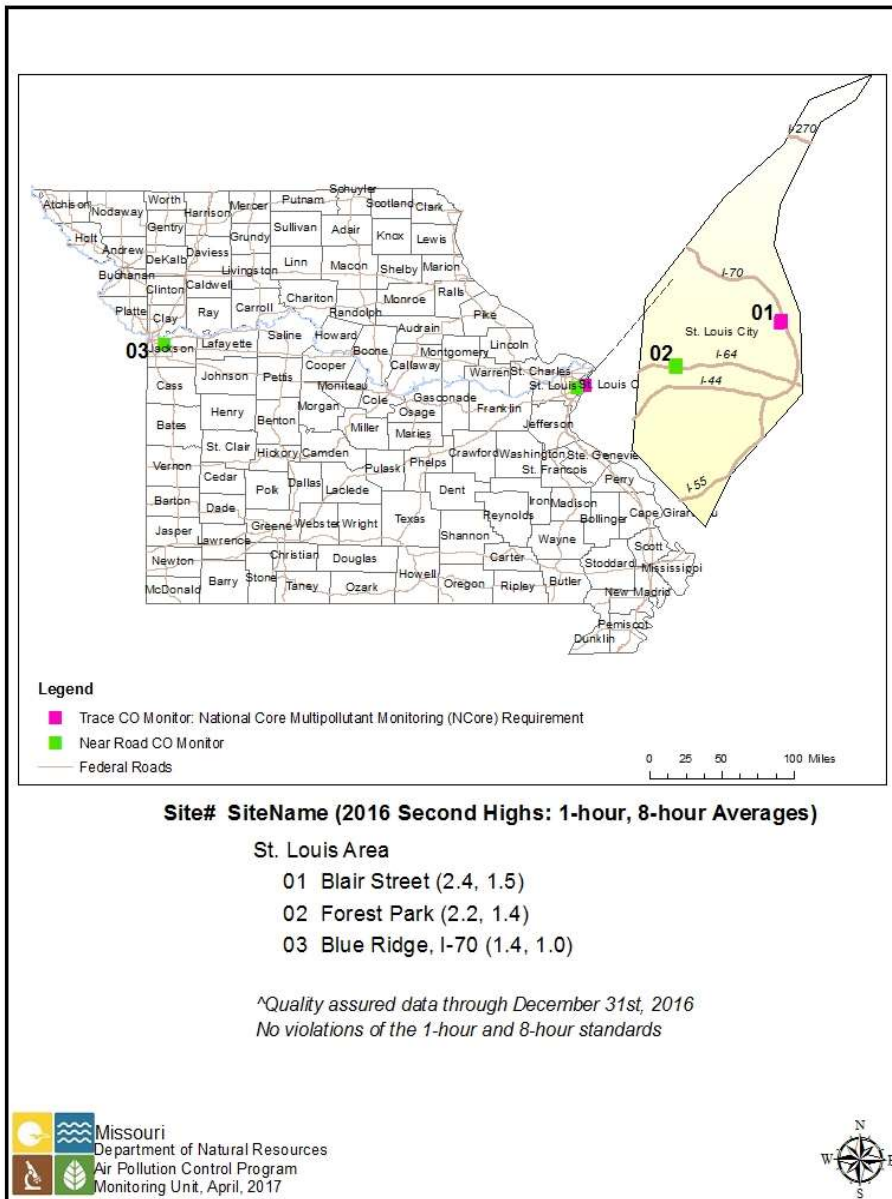 I-270
I-70
01
St. Louis City
02
I-64
I-44
I-55
Atchison
Nodaway
Worth
Harrison
Mercer
Putnam
Schuyler
Scotland
Clark
Holt
Gentry
Sullivan
Adair
Knox
Lewis
Andrew
DeKalb
Daviess
Grundy
Linn
Macon
Shelby
Marion
Buchanan
Clinton
Caldwell
Livingston
Chariton
Randolph
Monroe
Ralls
Platte
Clay
Ray
Carroll
Saline
Howard
Boone
Audrain
Pike
03
Jackson
Lafayette
Cooper
Callaway
Montgomery
Lincoln
Warren
St. Charles
Cass
Johnson
Pettis
Moniteau
Cole
Osage
Gasconade
Franklin
St. Louis
St. Louis C
Bates
Henry
Benton
Morgan
Miller
Maries
Jefferson
St. Clair
Hickory
Camden
Pulaski
Phelps
Crawford
Washington
Ste. Genevie
St. Francois
Perry
Vernon
Cedar
Polk
Dallas
Laclede
Dent
Iron
Madison
Cape Girardeau
Barton
Dade
Greene
Webster
Wright
Texas
Reynolds
Bollinger
Jasper
Lawrence
Shannon
Wayne
Scott
Newton
Christian
Douglas
Carter
Stoddard
Mississippi
McDonald
Barry
Stone
Taney
Ozark
Howell
Oregon
Ripley
Butler
New Madrid
Pemiscot
Dunklin
Legend
Trace CO Monitor: National Core Multipollutant Monitoring (NCore) Requirement
Near Road CO Monitor
Federal Roads
0 25 50 100 Miles
Site# SiteName (2016 Second Highs: 1-hour, 8-hour Averages)
St. Louis Area
01 Blair Street (2.4, 1.5)
02 Forest Park (2.2, 1.4)
03 Blue Ridge, I-70 (1.4, 1.0)
^Quality assured data through December 31st, 2016
No violations of the 1-hour and 8-hour standards
Missouri
Department of Natural Resources
Air Pollution Control Program
Monitoring Unit, April, 2017
N
W E
S